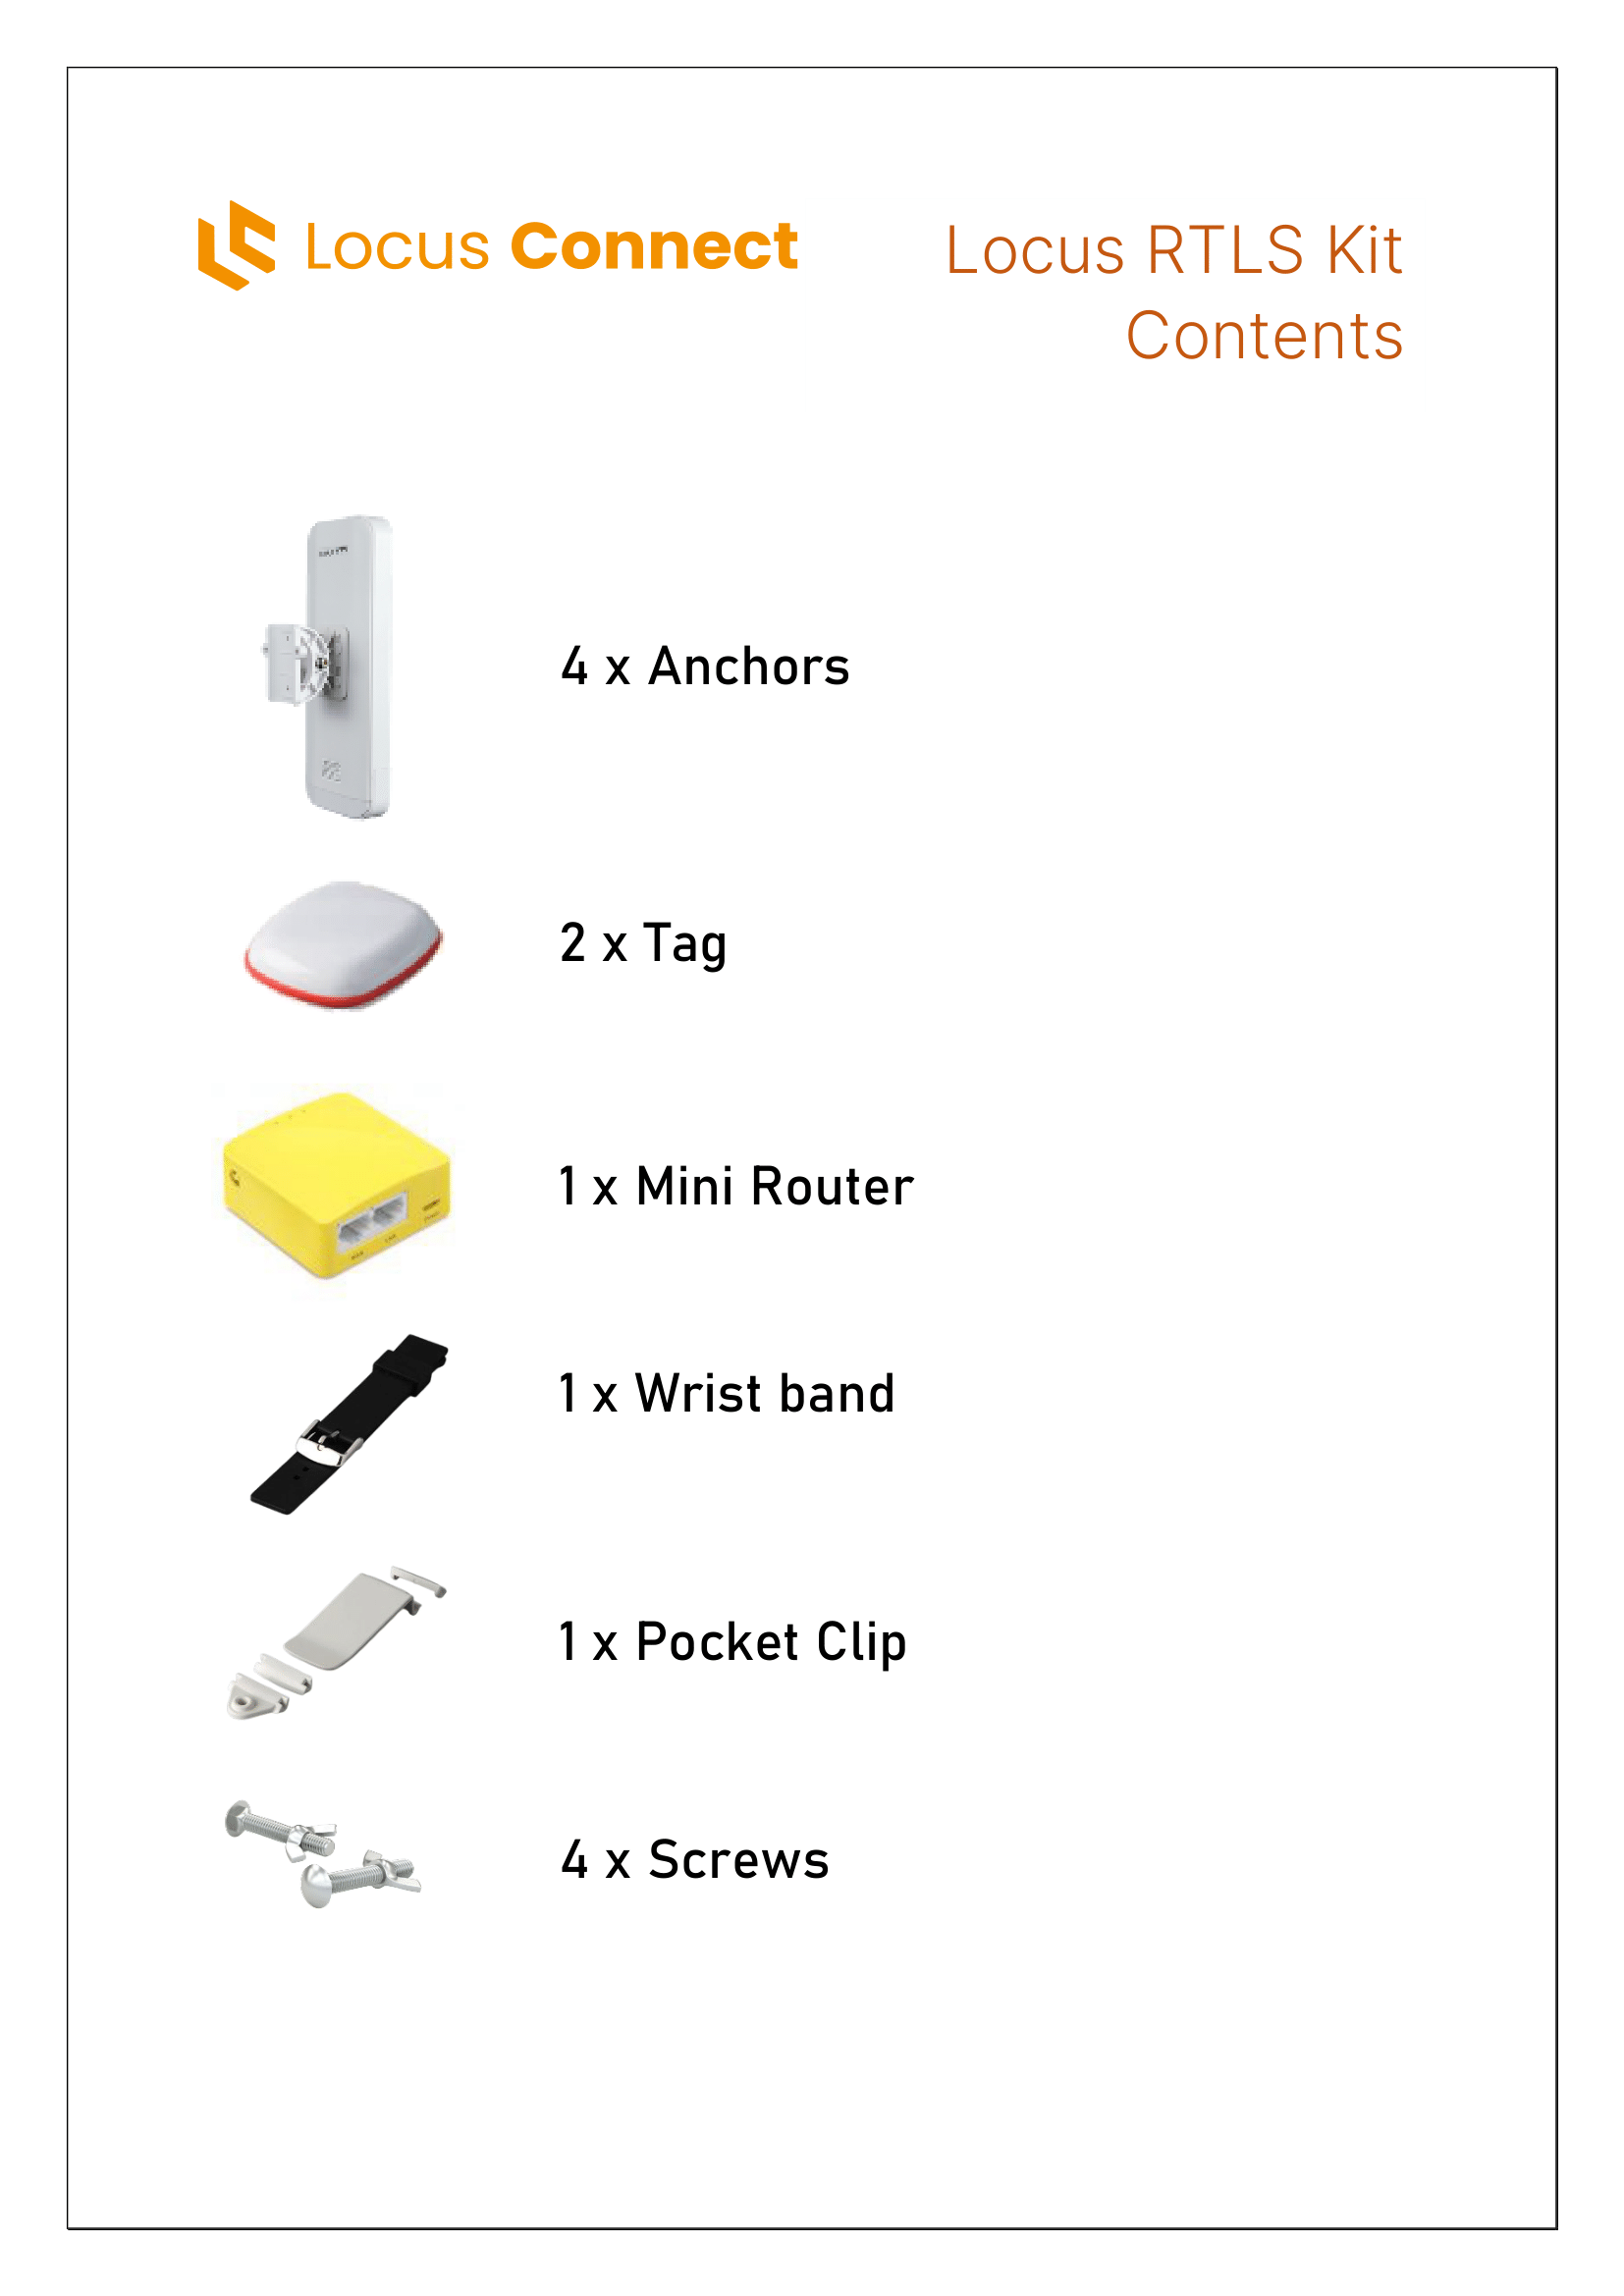 Locus Connect
Locus RTLS Kit
Contents
4 x Anchors
2 x Tag
1 x Mini Router
1 x Wrist band
1 x Pocket Clip
4 x Screws